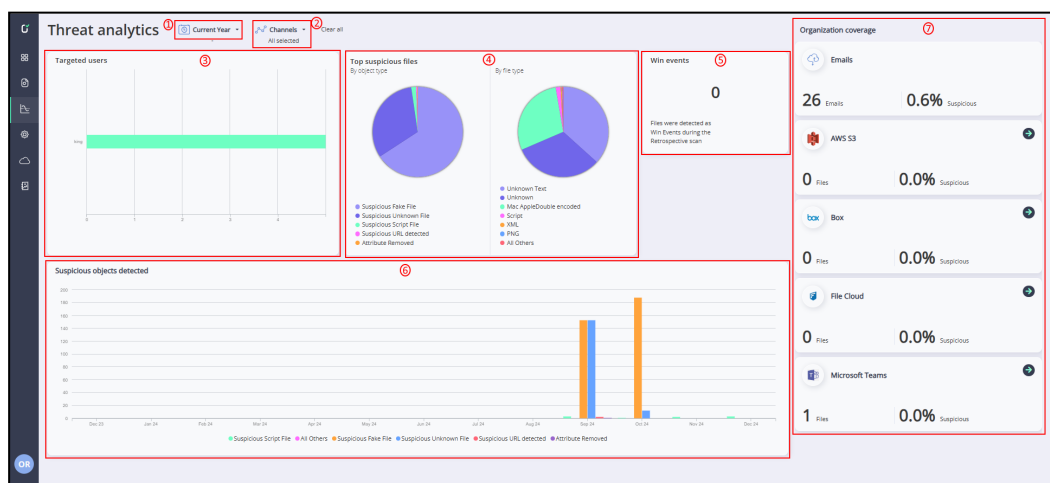 Threat analytics
① Current Year
② Channels
All selected
Clear all
Targeted users ③
0 1 2 3 4
Top suspicious files ④
By object type
By file type
Suspicious Fake File
Suspicious Unknown File
Suspicious Script File
Suspicious URL detected
Attribute Removed
Unknown Text
Unknown
Mac AppleDouble encoded
Script
XML
PNG
All Others
Win events ⑤
0
Files were detected as
Win Events during the
Retrospective scan
Suspicious objects detected ⑥
200
180
160
140
120
100
80
60
40
20
0
Dec 23 Jan 24 Feb 24 Mar 24 Apr 24 May 24 Jun 24 Jul 24 Aug 24 Sep 24 Oct 24 Nov 24 Dec 24
Suspicious Script File All Others Suspicious Fake File Suspicious Unknown File Suspicious URL detected Attribute Removed
Organization coverage ⑦
Emails
26 Emails 0.6% Suspicious
AWS S3
0 Files 0.0% Suspicious
box Box
0 Files 0.0% Suspicious
File Cloud
0 Files 0.0% Suspicious
Microsoft Teams
1 Files 0.0% Suspicious
OR